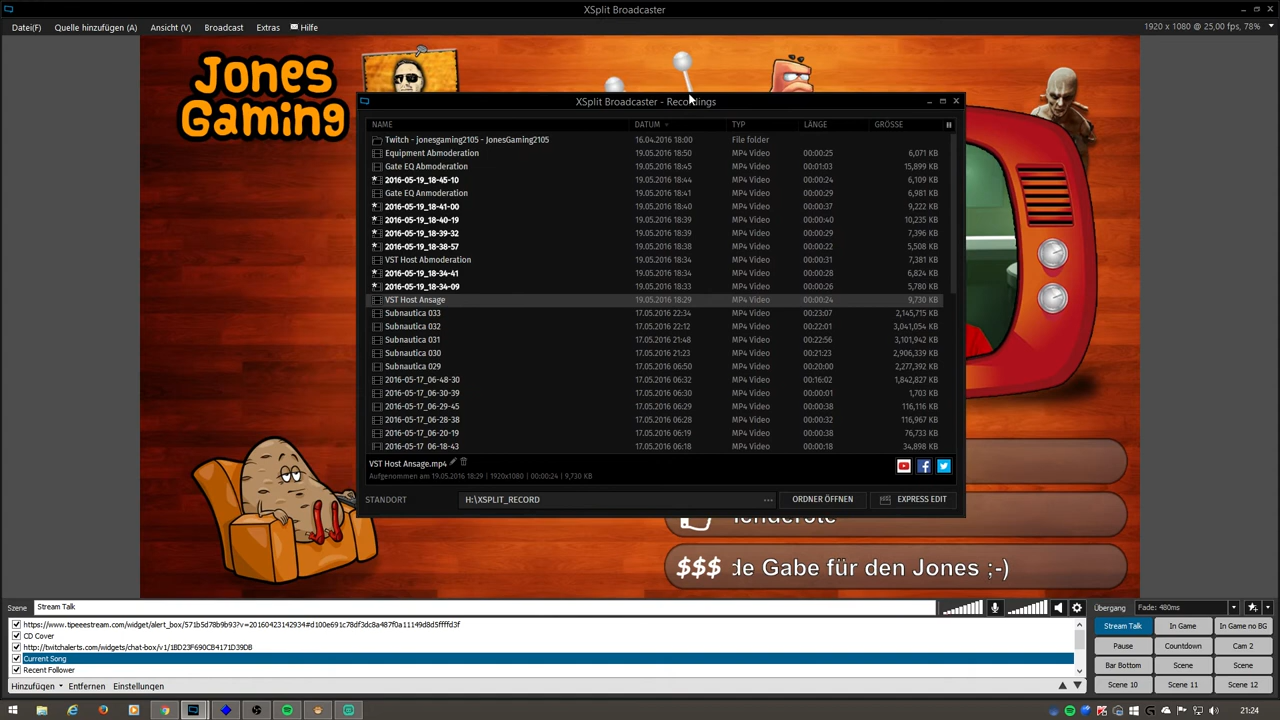 XSplit Broadcaster
Datei(F) Quelle hinzufügen (A) Ansicht (V) Broadcast Extras Hilfe 1920 x 1080 @ 25,00 fps, 78%
Jones
Gaming
XSplit Broadcaster - Recordings
NAME DATUM TYP LÄNGE GRÖSSE
Twitch - jonesgaming2105 - JonesGaming2105 16.04.2016 18:00 File folder
Equipment Abmoderation 19.05.2016 18:50 MP4 Video 00:00:25 6,071 KB
Gate EQ Abmoderation 19.05.2016 18:45 MP4 Video 00:01:03 15,899 KB
2016-05-19_18-45-10 19.05.2016 18:44 MP4 Video 00:00:24 6,109 KB
Gate EQ Anmoderation 19.05.2016 18:41 MP4 Video 00:00:29 6,981 KB
2016-05-19_18-41-00 19.05.2016 18:40 MP4 Video 00:00:37 9,222 KB
2016-05-19_18-40-19 19.05.2016 18:39 MP4 Video 00:00:40 10,235 KB
2016-05-19_18-39-32 19.05.2016 18:39 MP4 Video 00:00:29 7,396 KB
2016-05-19_18-38-57 19.05.2016 18:38 MP4 Video 00:00:22 5,508 KB
VST Host Abmoderation 19.05.2016 18:34 MP4 Video 00:00:31 7,381 KB
2016-05-19_18-34-41 19.05.2016 18:34 MP4 Video 00:00:28 6,824 KB
2016-05-19_18-34-09 19.05.2016 18:33 MP4 Video 00:00:26 5,780 KB
VST Host Ansage 19.05.2016 18:29 MP4 Video 00:00:24 9,730 KB
Subnautica 033 17.05.2016 22:34 MP4 Video 00:23:07 2,145,715 KB
Subnautica 032 17.05.2016 22:12 MP4 Video 00:22:01 3,041,054 KB
Subnautica 031 17.05.2016 21:48 MP4 Video 00:22:56 3,101,942 KB
Subnautica 030 17.05.2016 21:23 MP4 Video 00:21:23 2,906,339 KB
Subnautica 029 17.05.2016 06:50 MP4 Video 00:20:00 2,277,392 KB
2016-05-17_06-48-30 17.05.2016 06:32 MP4 Video 00:16:02 1,842,827 KB
2016-05-17_06-30-39 17.05.2016 06:30 MP4 Video 00:00:01 1,703 KB
2016-05-17_06-29-45 17.05.2016 06:29 MP4 Video 00:00:38 116,116 KB
2016-05-17_06-28-38 17.05.2016 06:28 MP4 Video 00:00:32 116,967 KB
2016-05-17_06-20-19 17.05.2016 06:19 MP4 Video 00:00:38 76,733 KB
2016-05-17 06-18-43 17.05.2016 06:18 MP4 Video 00:00:18 34,898 KB
VST Host Ansage.mp4
Aufgenommen am 19.05.2016 18:29 | 1920x1080 | 00:00:24 | 9,730 KB
STANDORT H:\XSPLIT_RECORD ... ORDNER ÖFFNEN EXPRESS EDIT
$$$ de Gabe für den Jones ;-)
Szene Stream Talk Übergang Fade: 480ms
https://www.tipeeestream.com/widget/alert_box/571b5d78b9b93?v=20160423142934#d100e691c78df3dc8a487f0a11149d8d5ffffd3f
CD Cover
http://twitchalerts.com/widgets/chat-box/v1/1BD23F690CB4171D39DB
Current Song
Recent Follower
Stream Talk In Game In Game no BG
Pause Countdown Cam 2
Bar Bottom Scene Scene
Scene 10 Scene 11 Scene 12
Hinzufügen Entfernen Einstellungen
21:24